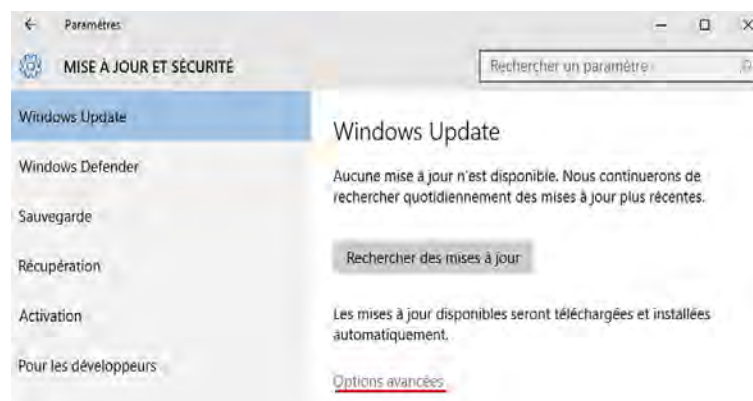 Paramètres
MISE À JOUR ET SÉCURITÉ
Rechercher un paramètre
Windows Update
Windows Defender
Sauvegarde
Récupération
Activation
Pour les développeurs
Windows Update
Aucune mise à jour n'est disponible. Nous continuerons de
rechercher quotidiennement des mises à jour plus récentes.
Rechercher des mises à jour
Les mises à jour disponibles seront téléchargées et installées
automatiquement.
Options avancées